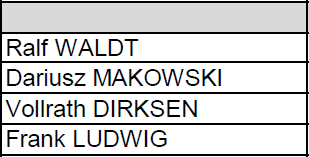 Ralf WALDT
Dariusz MAKOWSKI
Vollrath DIRKSEN
Frank LUDWIG